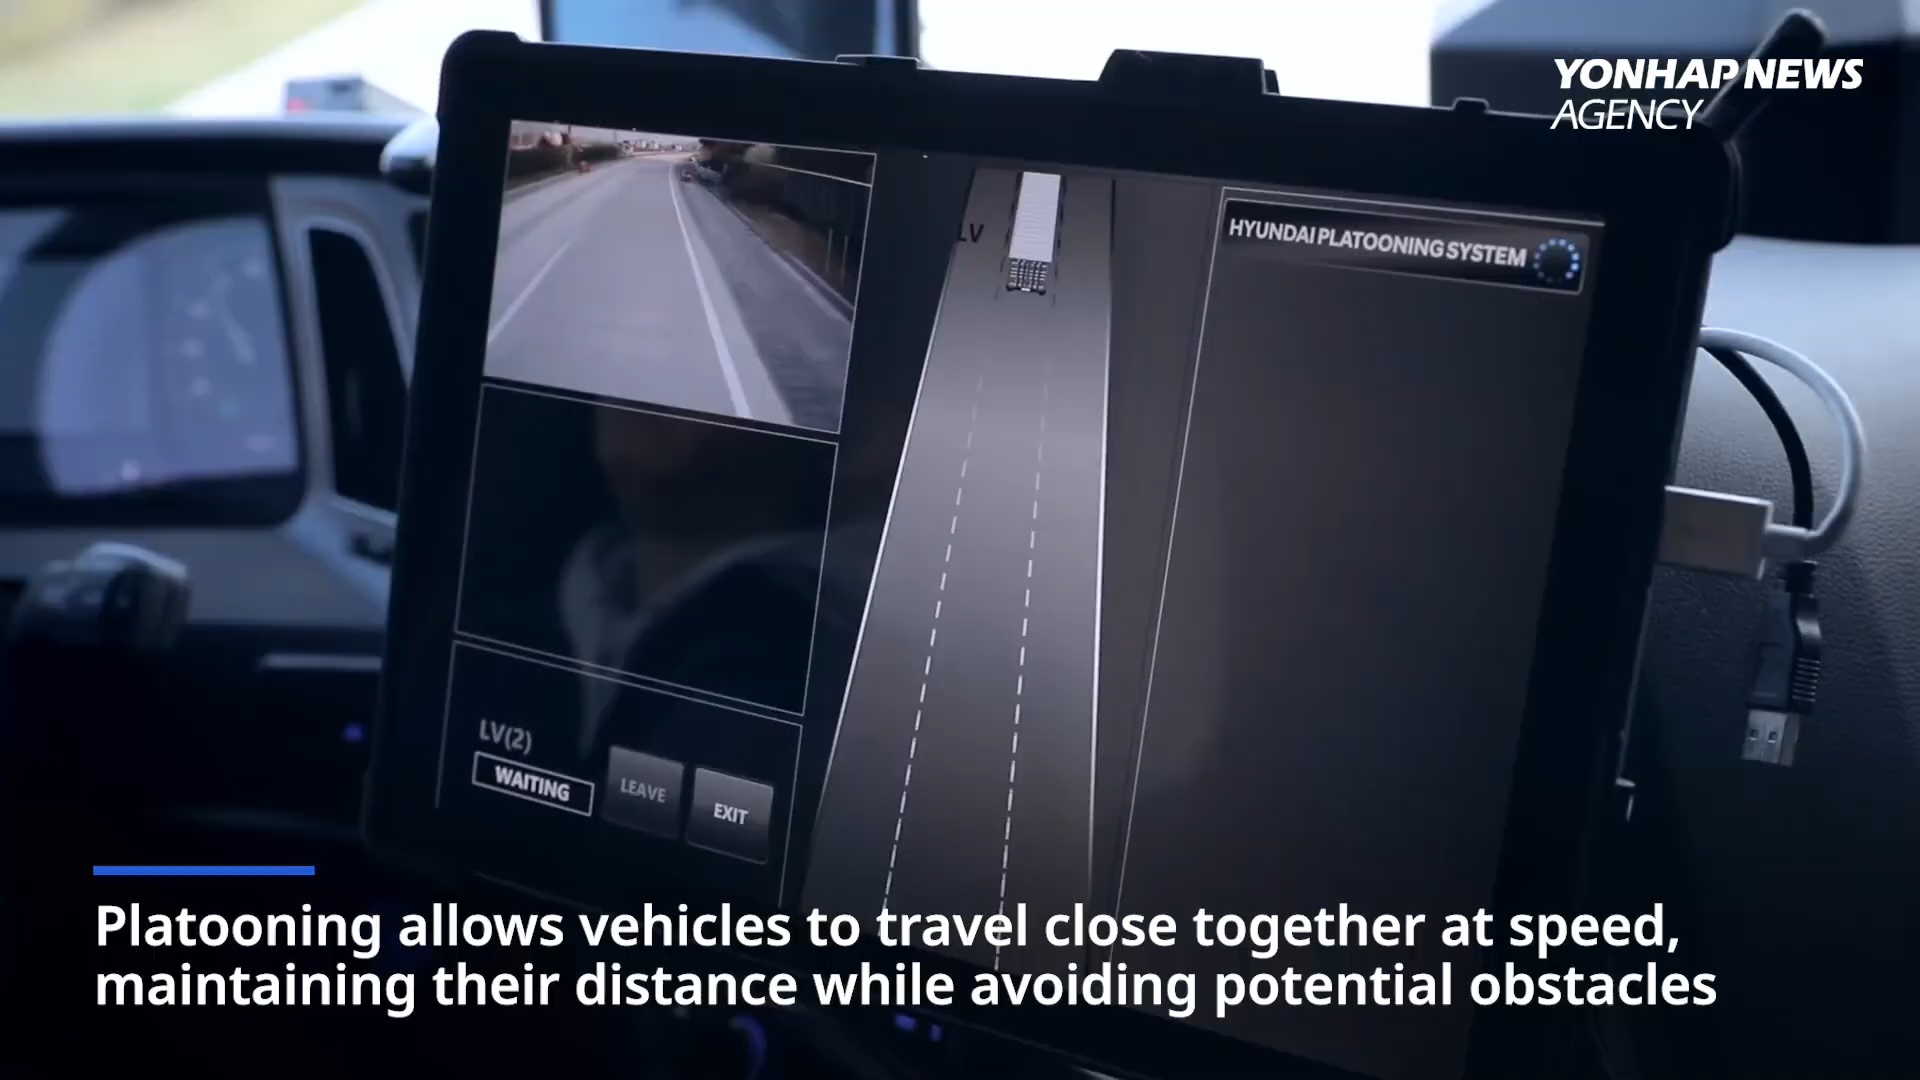 YONHAP NEWS
AGENCY
LV
HYUNDAI PLATOONING SYSTEM
LV(2)
WAITING
LEAVE
EXIT
Platooning allows vehicles to travel close together at speed,
maintaining their distance while avoiding potential obstacles